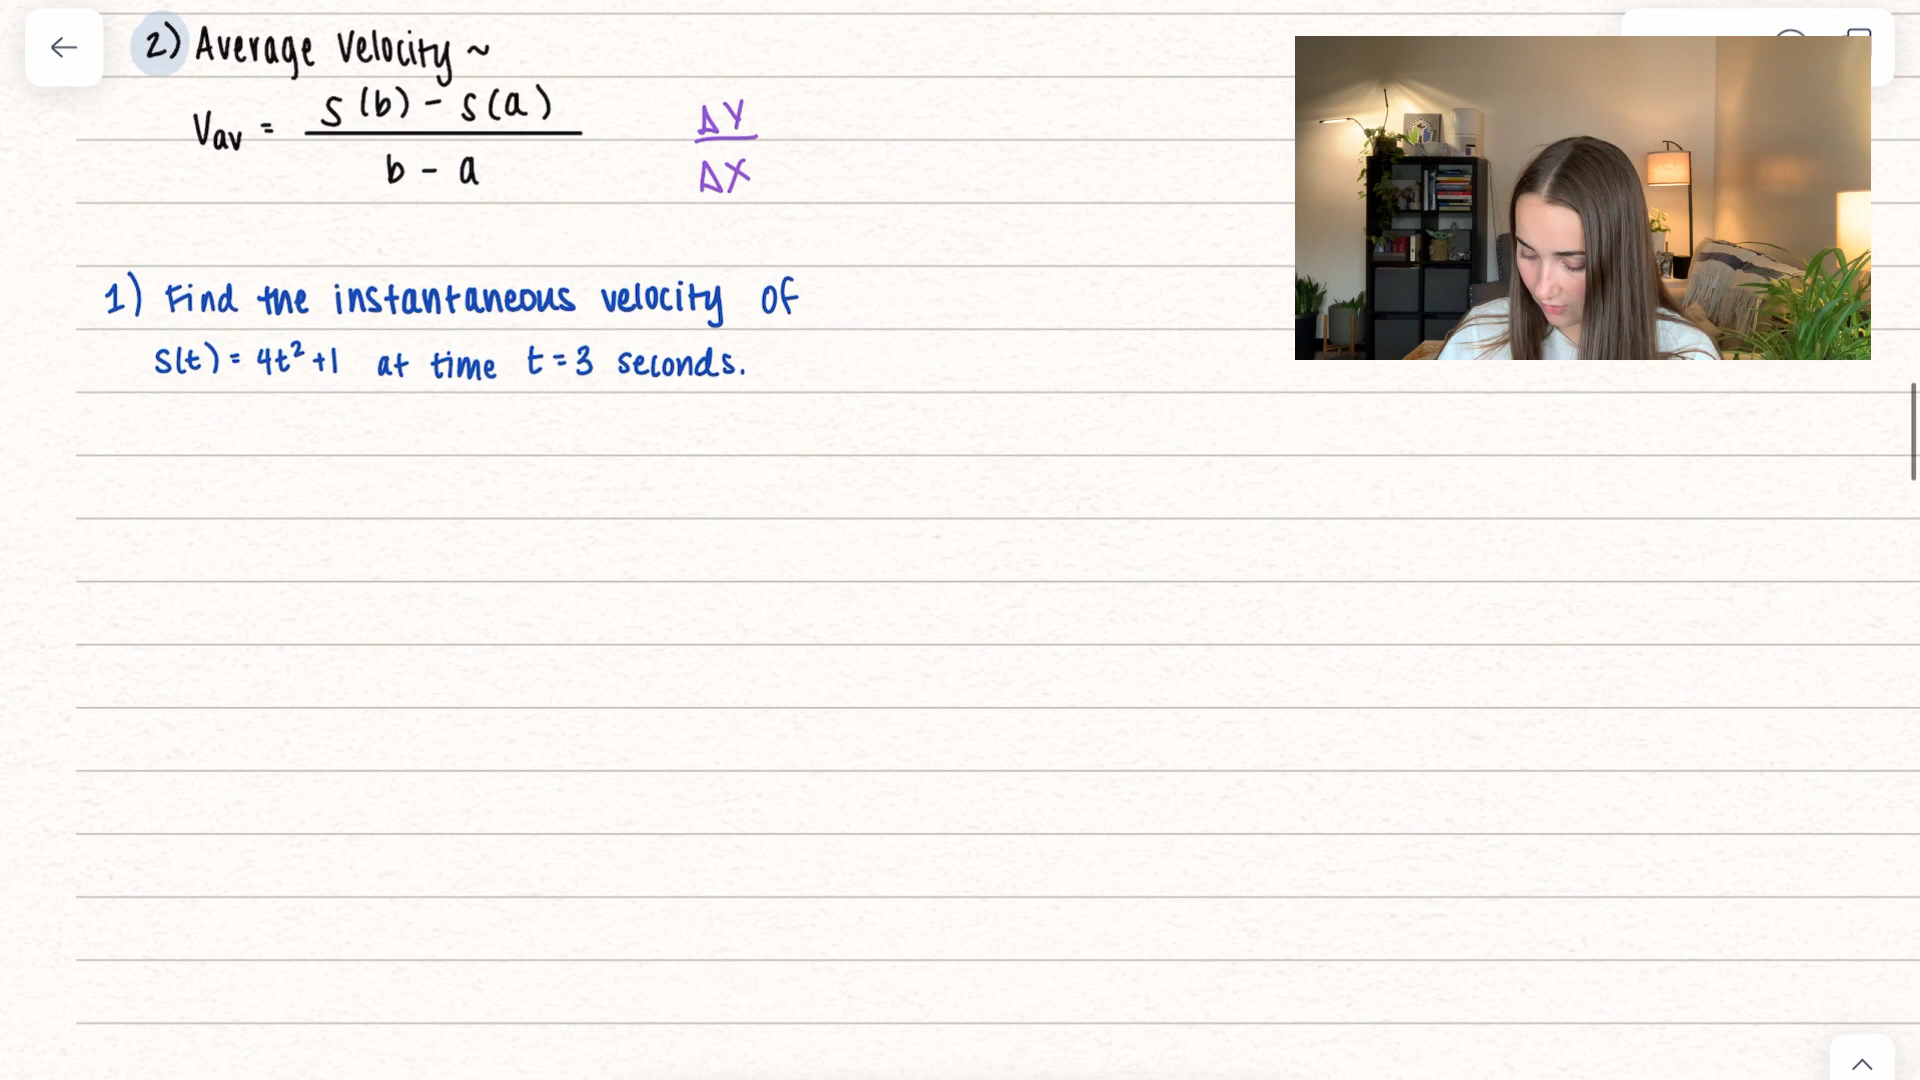 2) Average Velocity ~
Vav = s(b) - s(a) / b - a
ΔY / ΔX
1) Find the instantaneous velocity of
s(t) = 4t² + 1 at time t = 3 seconds.